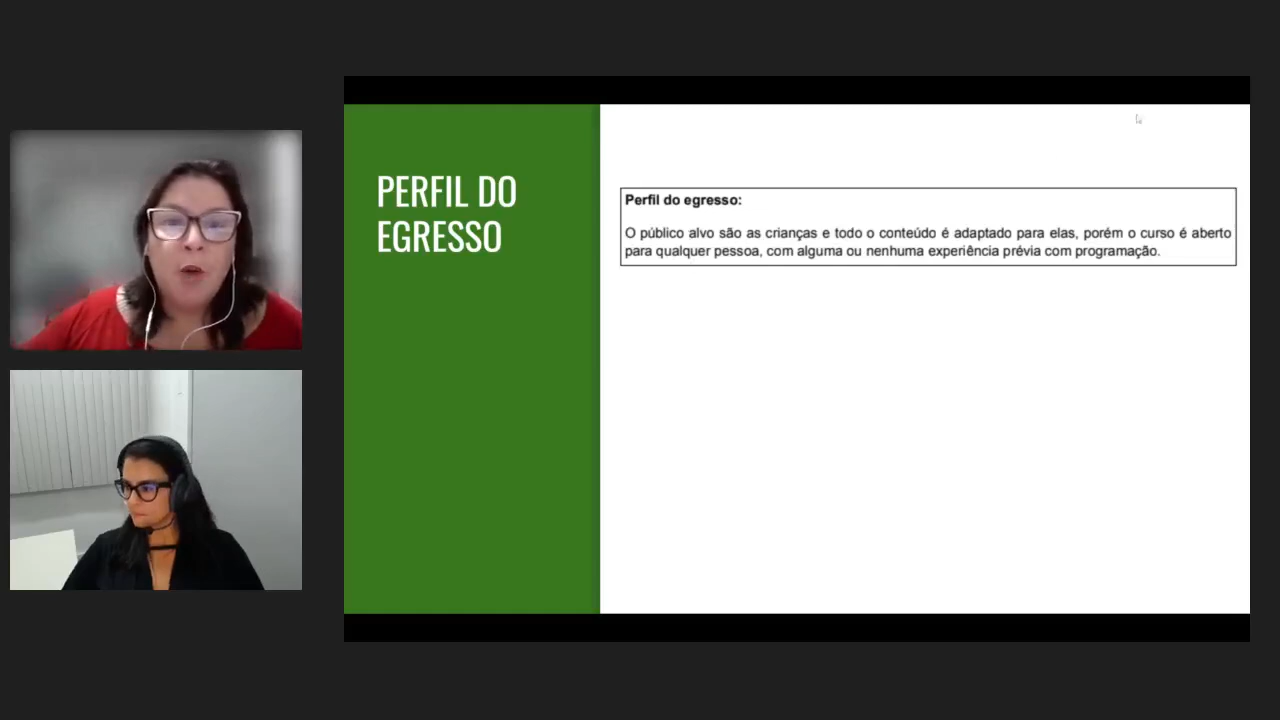 PERFIL DO
EGRESSO
Perfil do egresso:
O público alvo são as crianças e todo o conteúdo é adaptado para elas, porém o curso é aberto
para qualquer pessoa, com alguma ou nenhuma experiência prévia com programação.